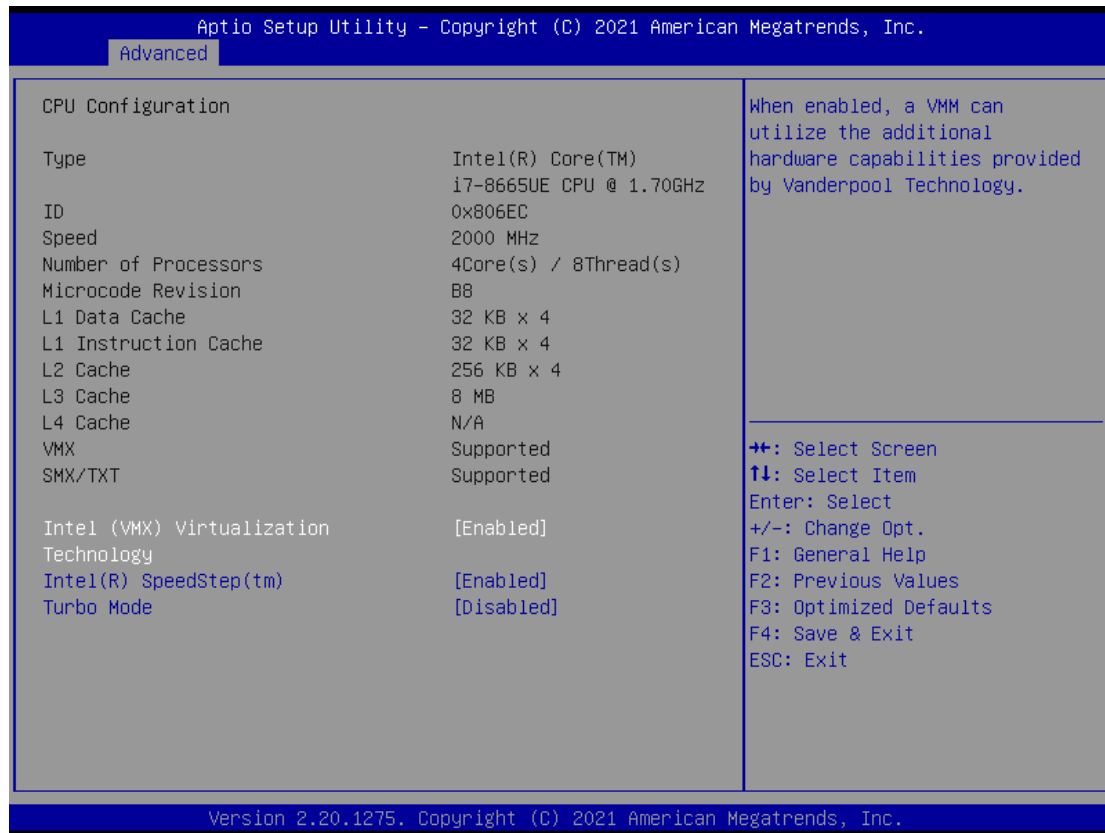 Aptio Setup Utility – Copyright (C) 2021 American Megatrends, Inc.
Advanced
CPU Configuration
Type Intel(R) Core(TM)
i7-8665UE CPU @ 1.70GHz
ID 0x806EC
Speed 2000 MHz
Number of Processors 4Core(s) / 8Thread(s)
Microcode Revision B8
L1 Data Cache 32 KB x 4
L1 Instruction Cache 32 KB x 4
L2 Cache 256 KB x 4
L3 Cache 8 MB
L4 Cache N/A
VMX Supported
SMX/TXT Supported
Intel (VMX) Virtualization [Enabled]
Technology
Intel(R) SpeedStep(tm) [Enabled]
Turbo Mode [Disabled]
When enabled, a VMM can
utilize the additional
hardware capabilities provided
by Vanderpool Technology.
→←: Select Screen
↑↓: Select Item
Enter: Select
+/-: Change Opt.
F1: General Help
F2: Previous Values
F3: Optimized Defaults
F4: Save & Exit
ESC: Exit
Version 2.20.1275. Copyright (C) 2021 American Megatrends, Inc.